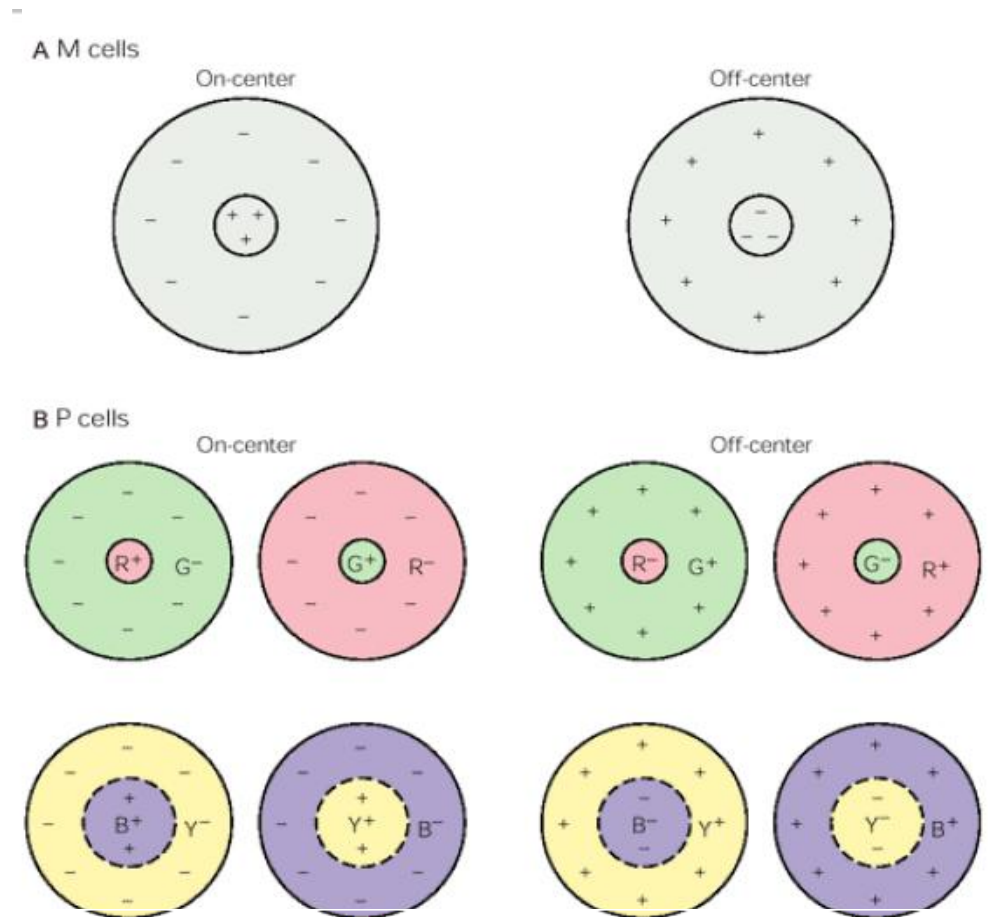 A M cells
On-center Off-center
− + 
− − + +
+ + −
− − + +
+ − −
− − + +
− +
B P cells
On-center Off-center
− − + +
− − − − + + + +
− R⁺ G⁻ − G⁺ R⁻ + R⁻ G⁺ + G⁻ R⁺
− − − − + + + +
− − + +
− − + +
− − − − + + + +
+ + − −
− B⁺ Y⁻ − Y⁺ B⁻ + B⁻ Y⁺ + Y⁻ B⁺
+ + − −
− − − − + + + +
− − + +